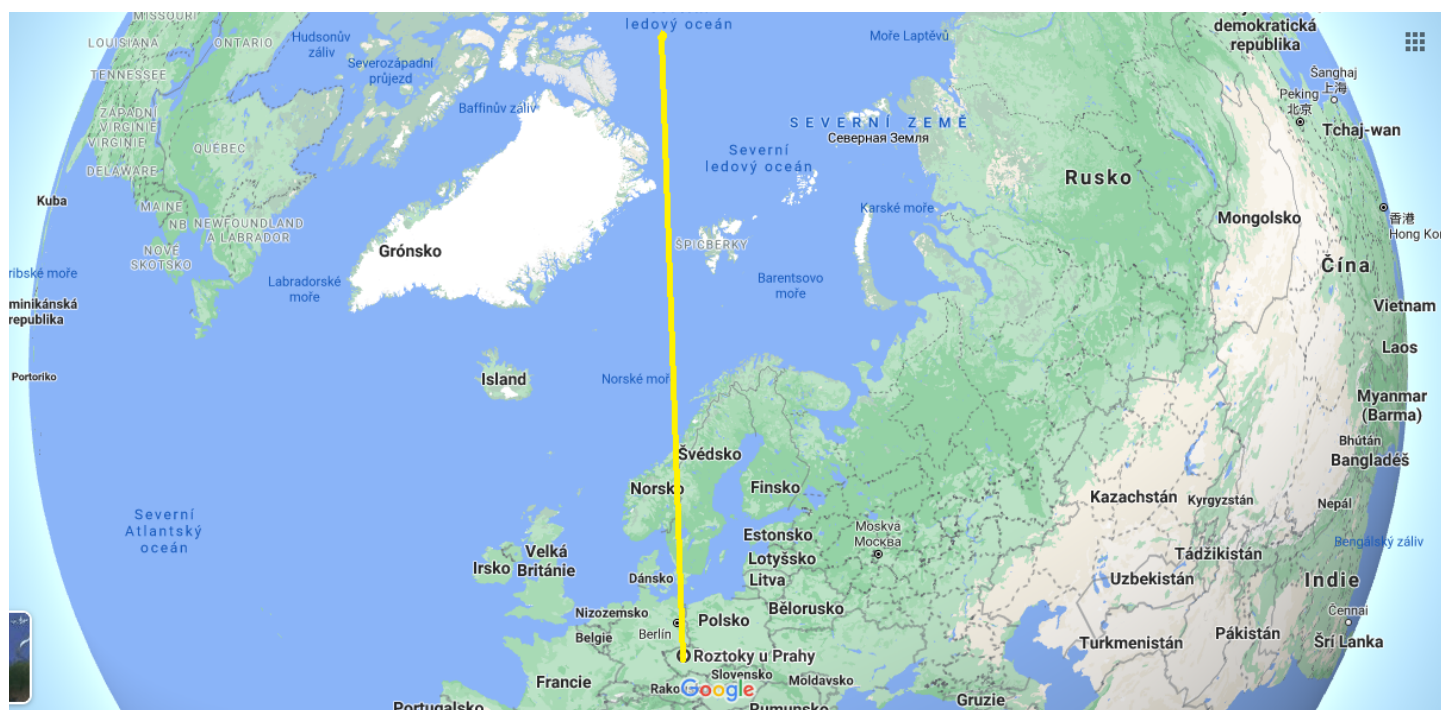 MISSOURI
LOUISIANA
ONTARIO
Hudsonův
záliv
TENNESSEE
Severozápadní
průjezd
ledový oceán
Moře Laptěvů
demokratická
republika
Šanghaj
上海
Peking
北京
Tchaj-wan
ZÁPADNÍ
VIRGINIE
VIRGINIE
DELAWARE
QUÉBEC
Baffinův záliv
SEVERNÍ ZEMĚ
Северная Земля
Severní
ledový oceán
Rusko
Kuba
MAINE
NB
NEWFOUNDLAND
A LABRADOR
NOVÉ
SKOTSKO
Karské moře
Mongolsko
香港
Hong Kon
Grónsko
ŠPICBERKY
Čína
ribské moře
Labradorské
moře
Barentsovo
moře
minikánská
republika
Vietnam
Laos
Portoriko
Island
Norské moř
Myanmar
(Barma)
Bhútán
Bangladéš
Švédsko
Norsko
Finsko
Kazachstán
Kyrgyzstán
Nepál
Severní
Atlantský
oceán
Moskva
Москва
Estonsko
Lotyšsko
Litva
Velká
Británie
Irsko
Dánsko
Bengálský záliv
Tádžikistán
Uzbekistán
Indie
Nizozemsko
Belgie
Berlín
Polsko
Bělorusko
Čennai
Šrí Lanka
Turkmenistán
Pákistán
Roztoky u Prahy
Francie
Rako
Slovensko
Moldavsko
Google
Gruzie
Portugalsko
Rumunsko